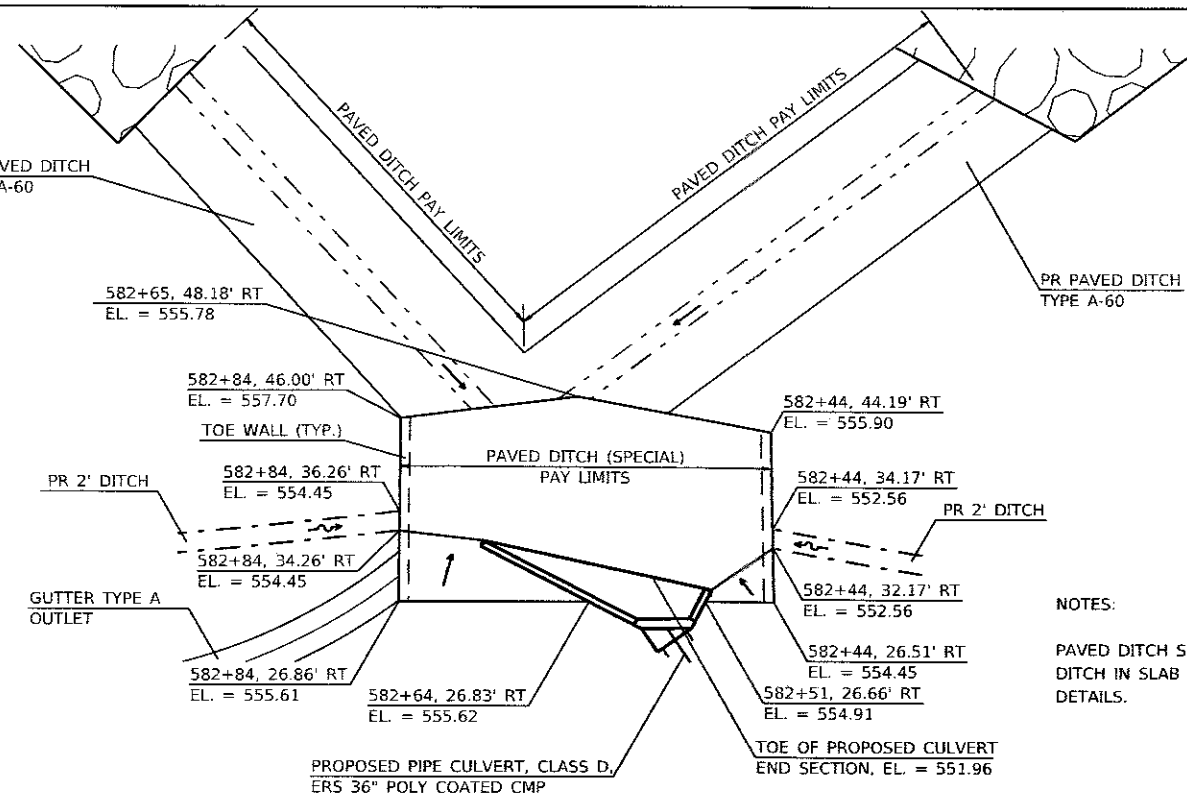 PAVED DITCH PAY LIMITS
PAVED DITCH PAY LIMITS
VED DITCH
A-60
PR PAVED DITCH
TYPE A-60
582+65, 48.18' RT
EL. = 555.78
582+84, 46.00' RT
EL. = 557.70
582+44, 44.19' RT
EL. = 555.90
TOE WALL (TYP.)
PAVED DITCH (SPECIAL)
PAY LIMITS
PR 2' DITCH
582+84, 36.26' RT
EL. = 554.45
582+44, 34.17' RT
EL. = 552.56
PR 2' DITCH
582+84, 34.26' RT
EL. = 554.45
582+44, 32.17' RT
EL. = 552.56
GUTTER TYPE A
OUTLET
NOTES:
PAVED DITCH S
DITCH IN SLAB
DETAILS.
582+84, 26.86' RT
EL. = 555.61
582+64, 26.83' RT
EL. = 555.62
582+44, 26.51' RT
EL. = 554.45
582+51, 26.66' RT
EL. = 554.91
TOE OF PROPOSED CULVERT
END SECTION, EL. = 551.96
PROPOSED PIPE CULVERT, CLASS D,
ERS 36" POLY COATED CMP